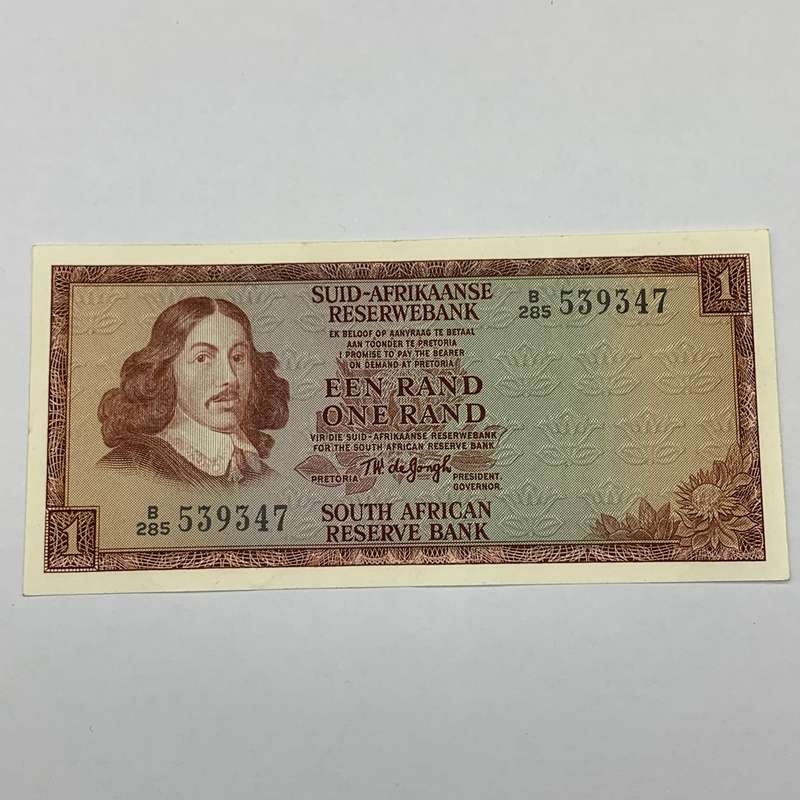 1
SUID-AFRIKAANSE
RESERWEBANK
B/285 539347
EK BELOOF OP AANVRAAG TE BETAAL
AAN TOONDER TE PRETORIA
I PROMISE TO PAY THE BEARER
ON DEMAND AT PRETORIA
EEN RAND
ONE RAND
VIR DIE SUID-AFRIKAANSE RESERWEBANK
FOR THE SOUTH AFRICAN RESERVE BANK
TW. de Jongh
PRETORIA PRESIDENT.
GOVERNOR.
B/285 539347
SOUTH AFRICAN
RESERVE BANK
1